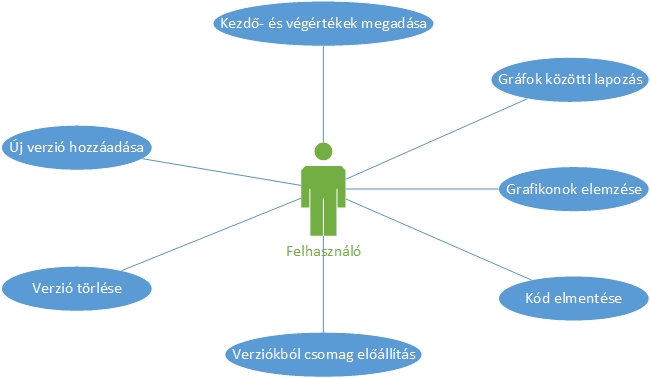 Kezdő- és végértékek megadása
Gráfok közötti lapozás
Új verzió hozzáadása
Grafikonok elemzése
Felhasználó
Verzió törlése
Kód elmentése
Verziókból csomag előállítás